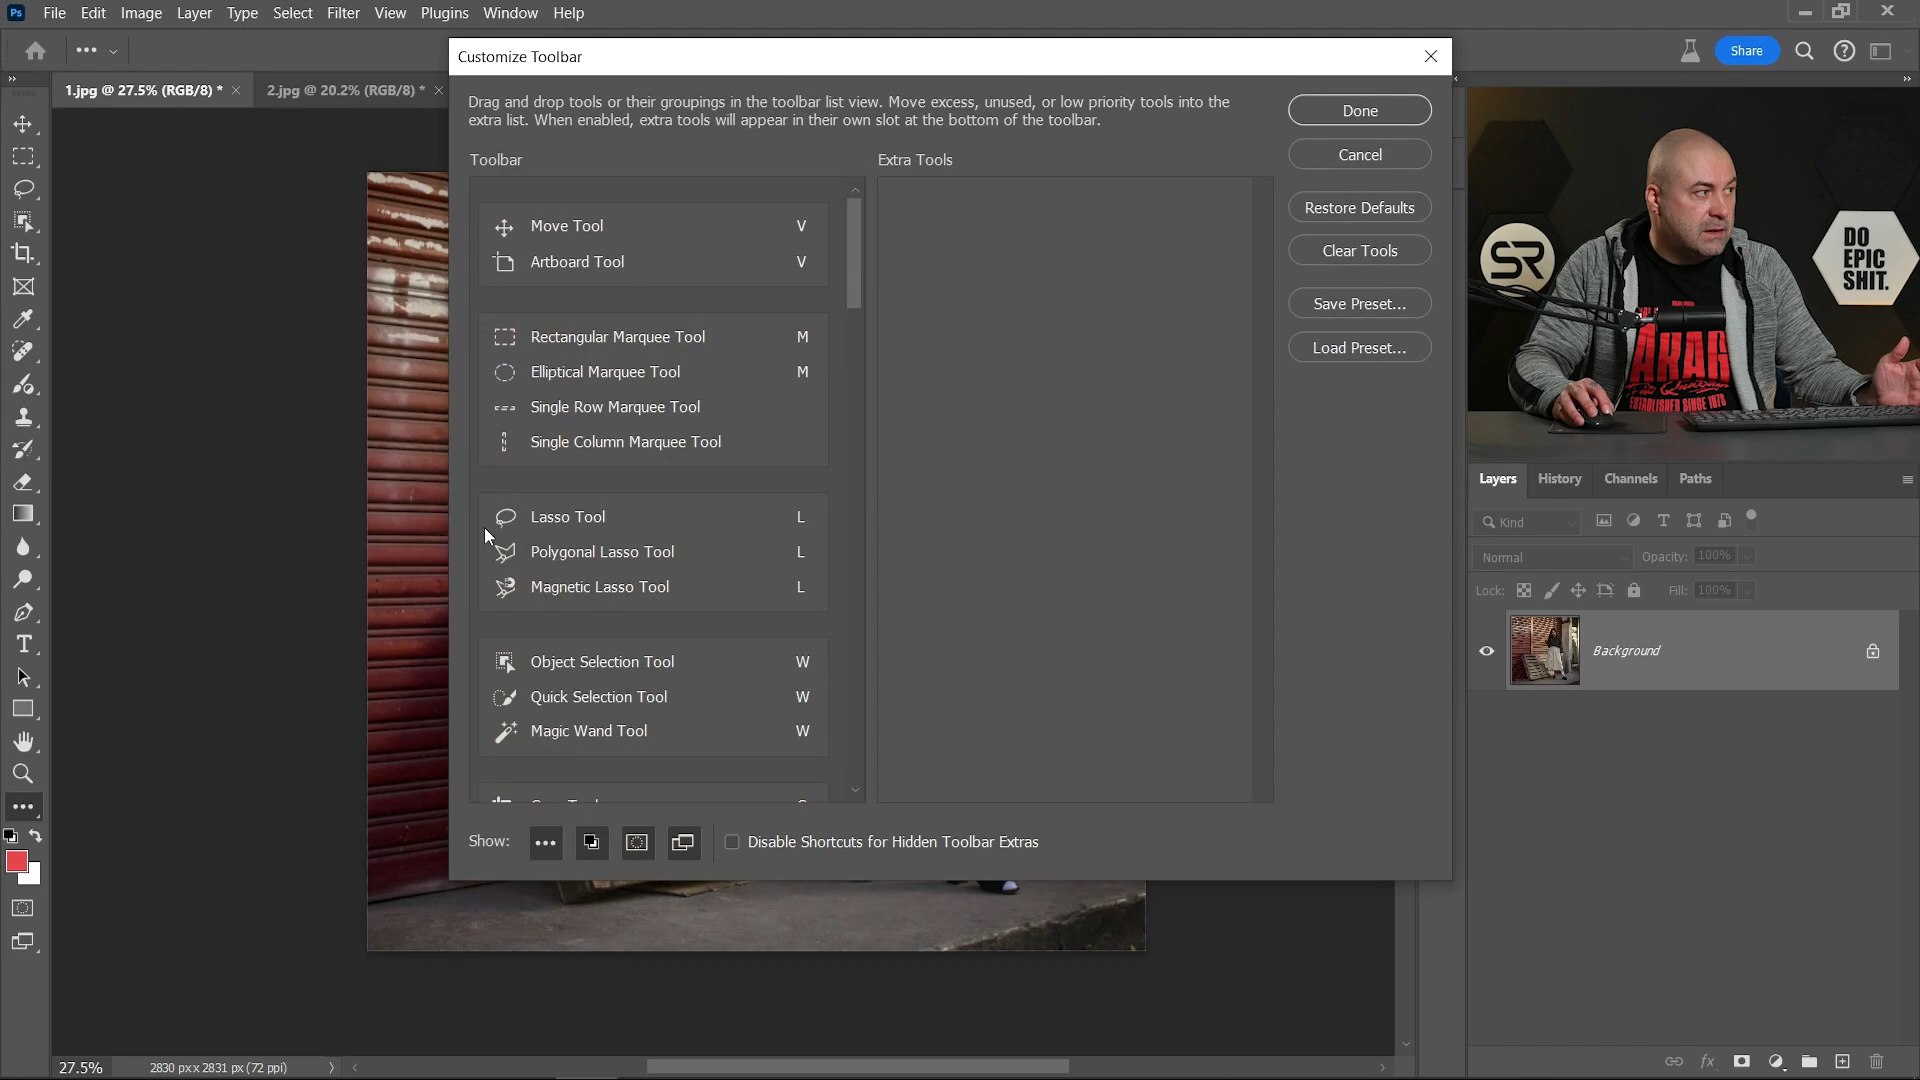 Ps File Edit Image Layer Type Select Filter View Plugins Window Help
Share
1.jpg @ 27.5% (RGB/8) *
2.jpg @ 20.2% (RGB/8) *
Customize Toolbar
Drag and drop tools or their groupings in the toolbar list view. Move excess, unused, or low priority tools into the
extra list. When enabled, extra tools will appear in their own slot at the bottom of the toolbar.
Toolbar
Extra Tools
Move Tool V
Artboard Tool V
Rectangular Marquee Tool M
Elliptical Marquee Tool M
Single Row Marquee Tool
Single Column Marquee Tool
Lasso Tool L
Polygonal Lasso Tool L
Magnetic Lasso Tool L
Object Selection Tool W
Quick Selection Tool W
Magic Wand Tool W
Show:
Disable Shortcuts for Hidden Toolbar Extras
Done
Cancel
Restore Defaults
Clear Tools
Save Preset...
Load Preset...
SR
DO
EPIC
SHIT.
ARAG
ESTABLISHED SINCE
Layers History Channels Paths
Kind
Normal Opacity: 100%
Lock: Fill: 100%
Background
fx
27.5% 2830 px x 2831 px (72 ppi)